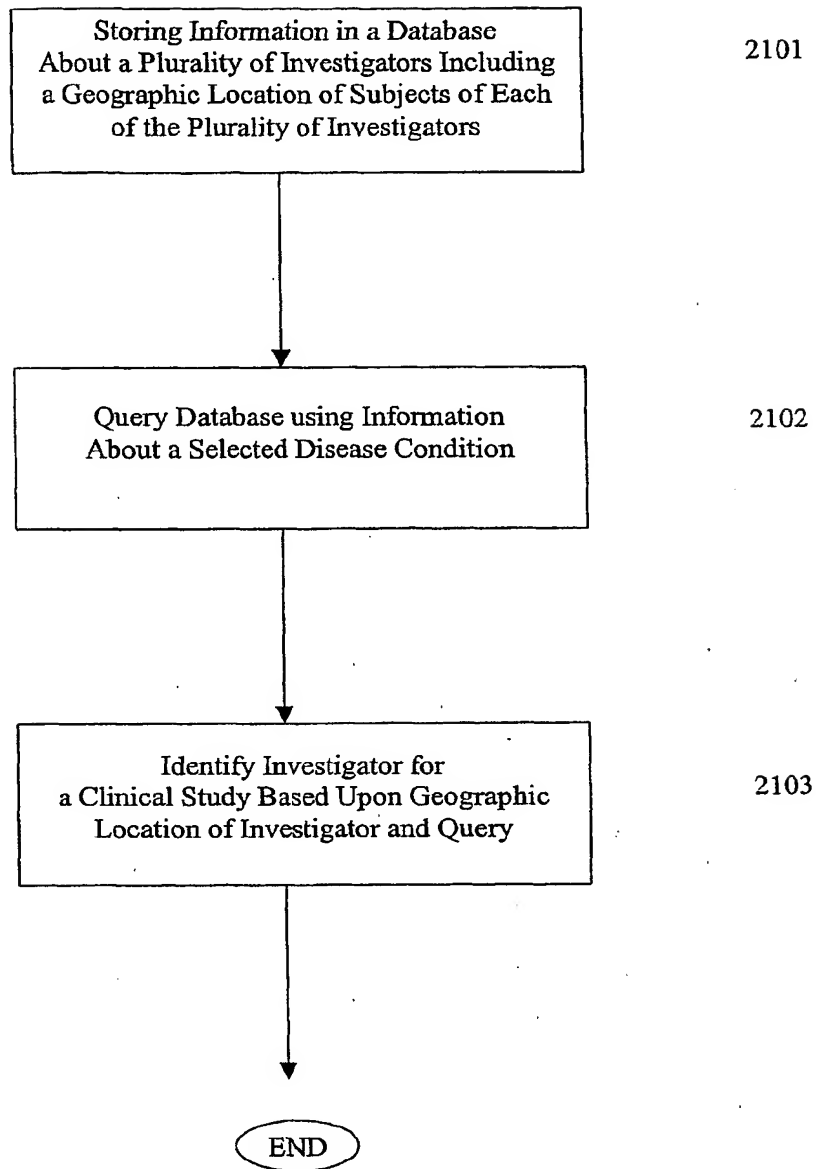 Storing Information in a Database
About a Plurality of Investigators Including
a Geographic Location of Subjects of Each
of the Plurality of Investigators
2101
Query Database using Information
About a Selected Disease Condition
2102
Identify Investigator for
a Clinical Study Based Upon Geographic
Location of Investigator and Query
2103
END